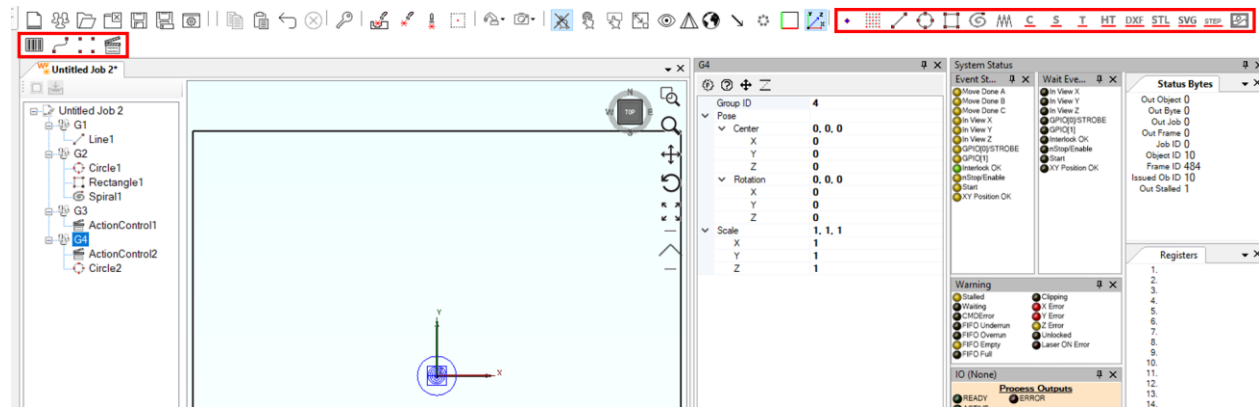 C S T HT DXF STL SVG STEP
Untitled Job 2*
Untitled Job 2
G1
Line1
G2
Circle1
Rectangle1
Spiral1
G3
ActionControl1
G4
ActionControl2
Circle2
N
W TOP E
Y
X
G4
Group ID 4
Pose
Center 0, 0, 0
X 0
Y 0
Z 0
Rotation 0, 0, 0
X 0
Y 0
Z 0
Scale 1, 1, 1
X 1
Y 1
Z 1
System Status
Event St...
Move Done A
Move Done B
Move Done C
In View X
In View Y
In View Z
GPIO[0]/STROBE
GPIO[1]
Interlock OK
nStop/Enable
Start
XY Position OK
Wait Eve...
In View X
In View Y
In View Z
GPIO[0]/STROBE
GPIO[1]
Interlock OK
nStop/Enable
Start
XY Position OK
Status Bytes
Out Object 0
Out Byte 0
Out Job 0
Out Frame 0
Job ID 0
Object ID 10
Frame ID 484
Issued Ob ID 10
Out Stalled 1
Warning
Stalled
Waiting
CMDError
FIFO Underrun
FIFO Overrun
FIFO Empty
FIFO Full
Clipping
X Error
Y Error
Z Error
Unlocked
Laser ON Error
Registers
1.
2.
3.
4.
5.
6.
7.
8.
9.
10.
11.
12.
13.
14.
IO (None)
Process Outputs
READY ERROR